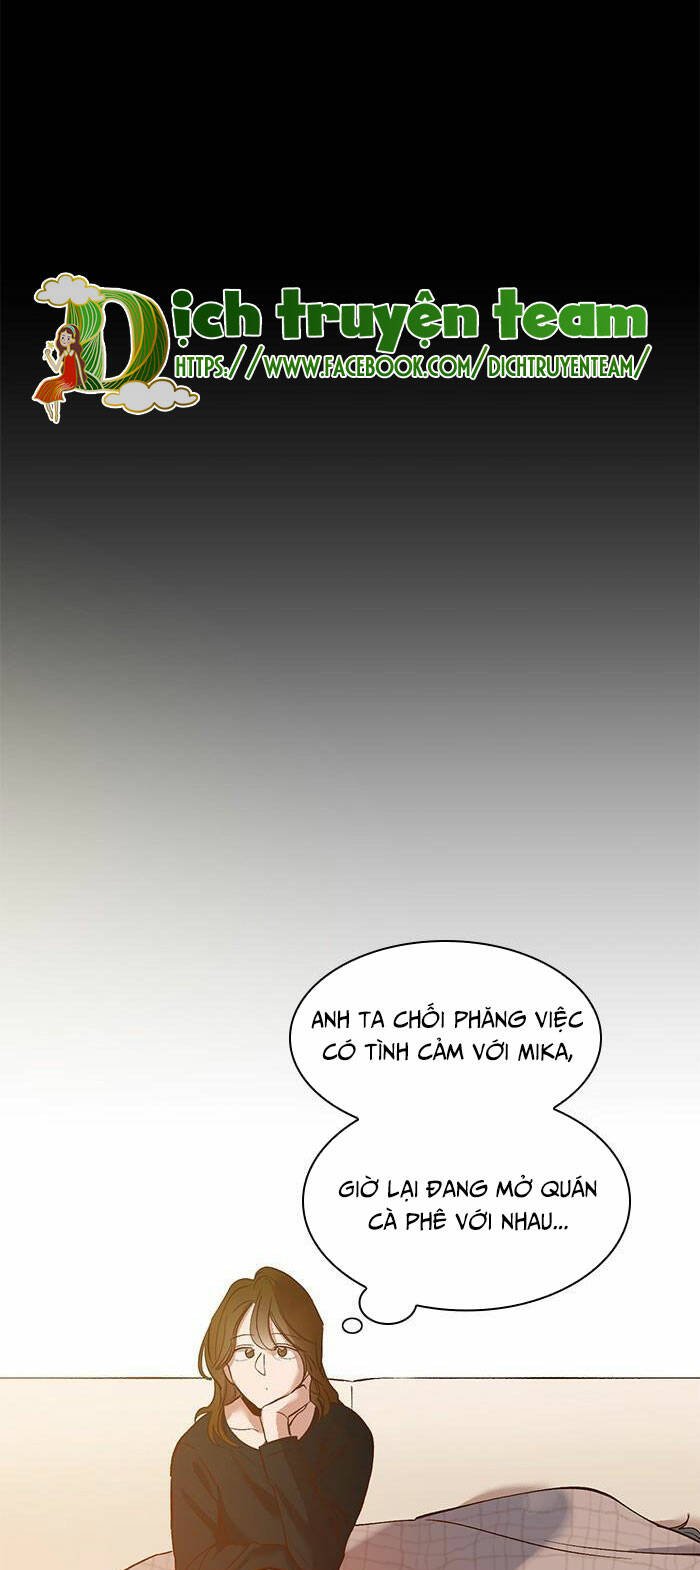 Dịch truyện team
HTTPS://WWW.FACEBOOK.COM/DICHTRUYENTEAM/
ANH TA CHỐI PHĂNG VIỆC
CÓ TÌNH CẢM VỚI MIKA,
GIỜ LẠI ĐANG MỞ QUÁN
CÀ PHÊ VỚI NHAU...